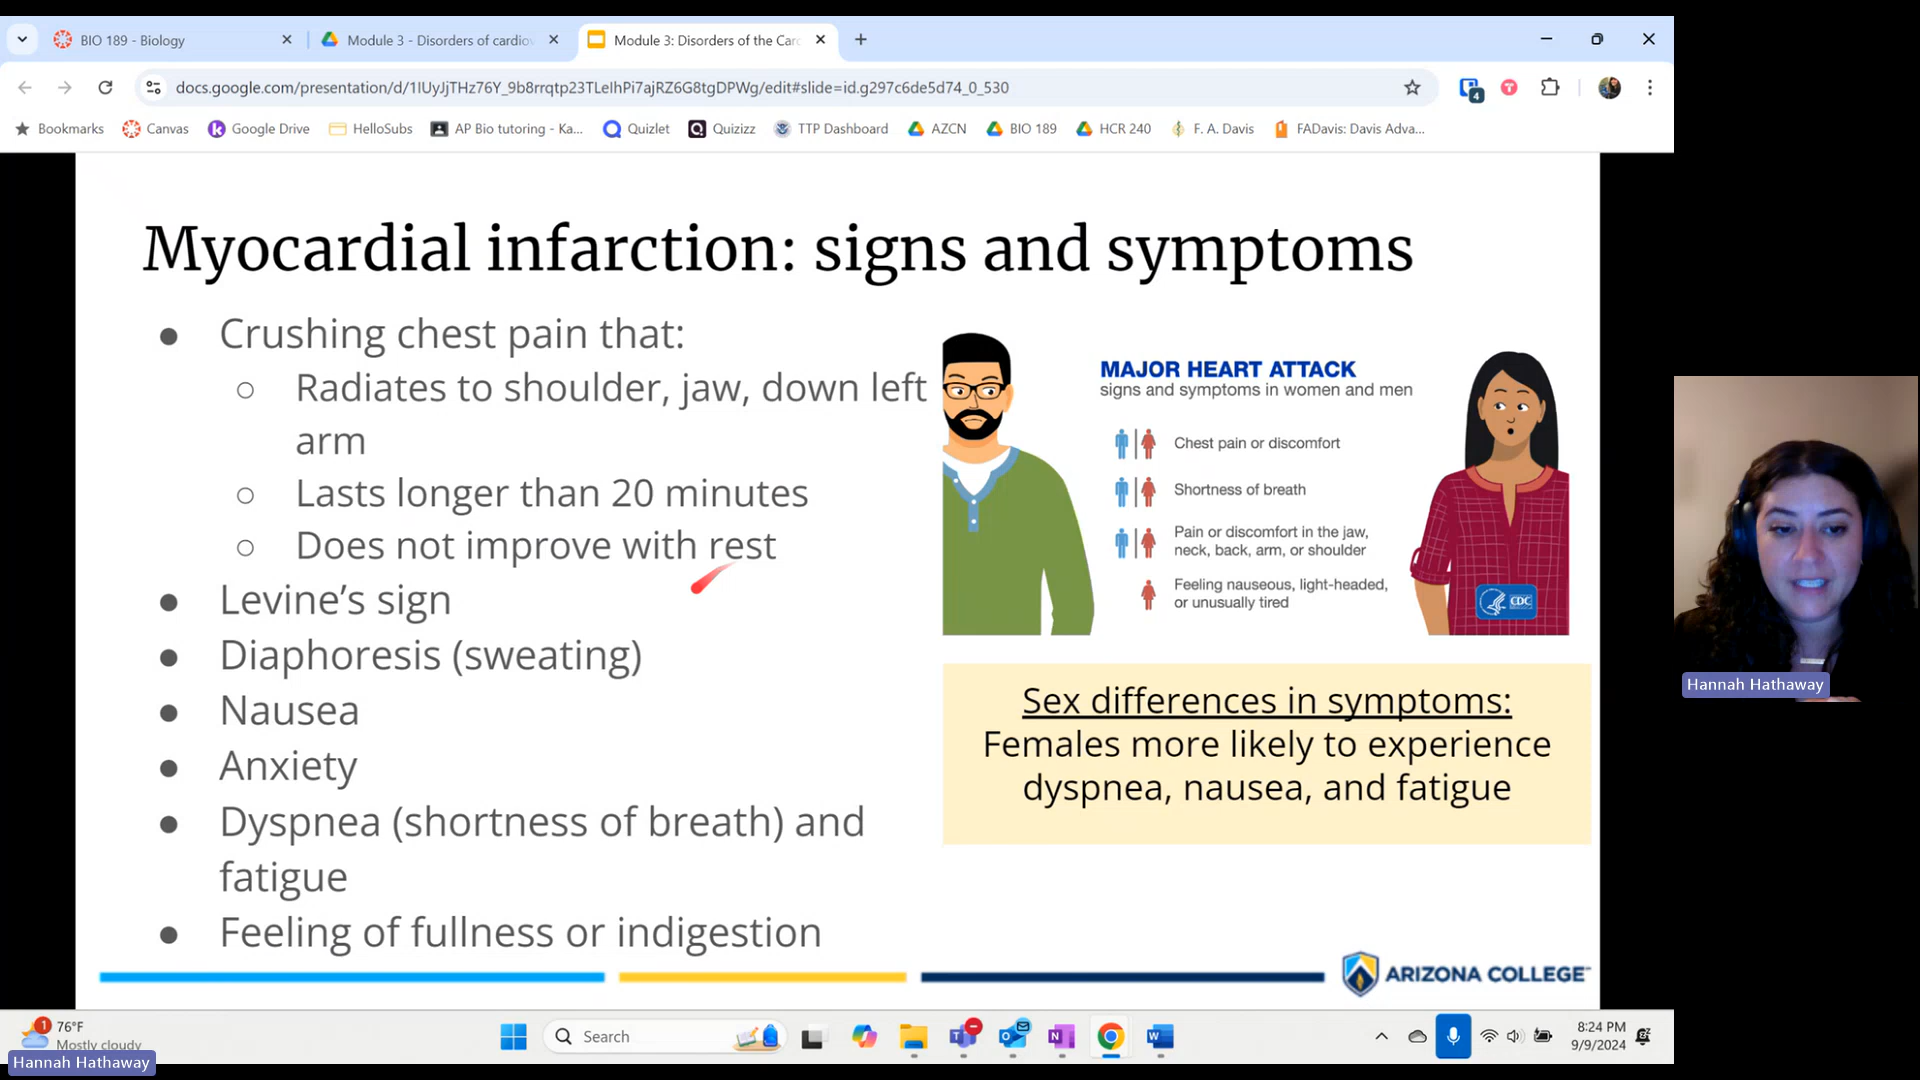 BIO 189 - Biology
Module 3 - Disorders of cardiov
Module 3: Disorders of the Card
docs.google.com/presentation/d/1IUyJjTHz76Y_9b8rrqtp23TLeIhPi7ajRZ6G8tgDPWg/edit#slide=id.g297c6de5d74_0_530
4
Bookmarks
Canvas
Google Drive
HelloSubs
AP Bio tutoring - Ka...
Quizlet
Quizizz
TTP Dashboard
AZCN
BIO 189
HCR 240
F. A. Davis
FADavis: Davis Adva...
Myocardial infarction: signs and symptoms
● Crushing chest pain that:
○ Radiates to shoulder, jaw, down left
arm
○ Lasts longer than 20 minutes
○ Does not improve with rest
● Levine’s sign
● Diaphoresis (sweating)
● Nausea
● Anxiety
● Dyspnea (shortness of breath) and
fatigue
● Feeling of fullness or indigestion
MAJOR HEART ATTACK
signs and symptoms in women and men
Chest pain or discomfort
Shortness of breath
Pain or discomfort in the jaw,
neck, back, arm, or shoulder
Feeling nauseous, light-headed,
or unusually tired
CDC
Sex differences in symptoms:
Females more likely to experience
dyspnea, nausea, and fatigue
ARIZONA COLLEGE
Hannah Hathaway
1
76°F
Mostly cloudy
Search
8:24 PM
9/9/2024
Hannah Hathaway